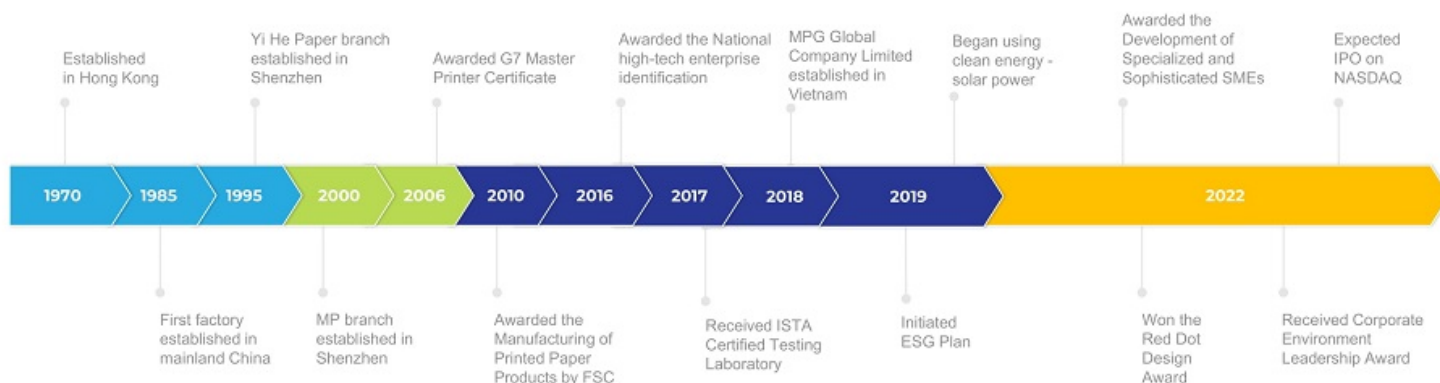 Established
in Hong Kong
Yi He Paper branch
established in
Shenzhen
Awarded G7 Master
Printer Certificate
Awarded the National
high-tech enterprise
identification
MPG Global
Company Limited
established in
Vietnam
Began using
clean energy -
solar power
Awarded the
Development of
Specialized and
Sophisticated SMEs
Expected
IPO on
NASDAQ
1970
1985
1995
2000
2006
2010
2016
2017
2018
2019
2022
First factory
established in
mainland China
MP branch
established in
Shenzhen
Awarded the
Manufacturing of
Printed Paper
Products by FSC
Received ISTA
Certified Testing
Laboratory
Initiated
ESG Plan
Won the
Red Dot
Design
Award
Received Corporate
Environment
Leadership Award